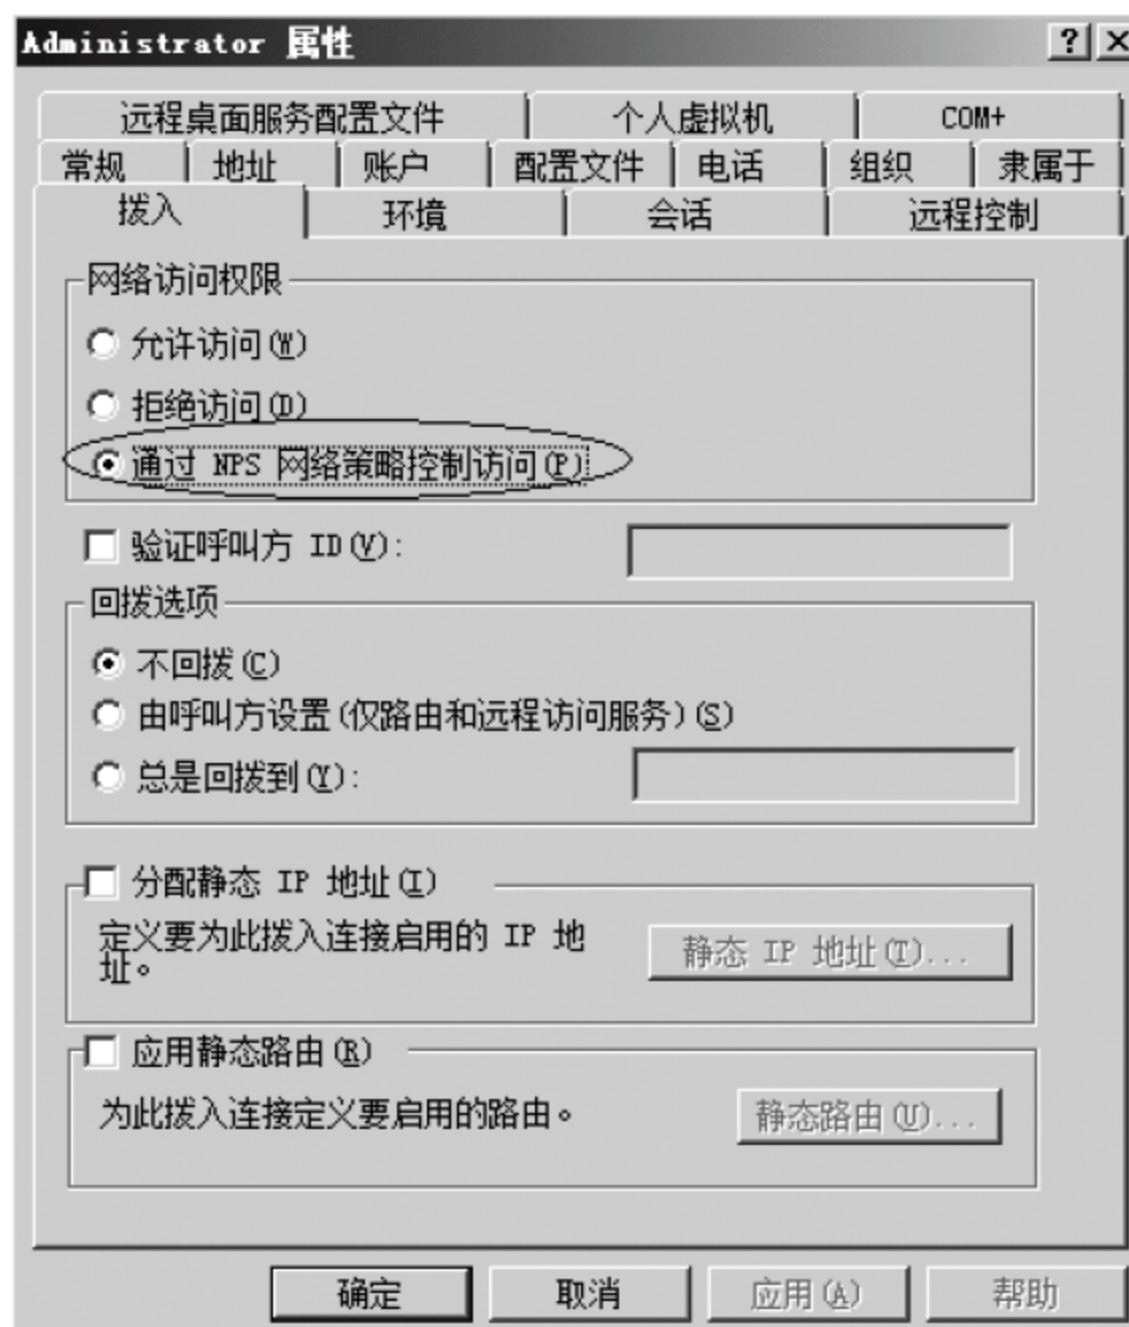 Administrator 属性
远程桌面服务配置文件 个人虚拟机 COM+
常规 地址 账户 配置文件 电话 组织 隶属于
拨入 环境 会话 远程控制
网络访问权限
允许访问(W)
拒绝访问(D)
通过 NPS 网络策略控制访问(P)
验证呼叫方 ID(V):
回拨选项
不回拨(C)
由呼叫方设置(仅路由和远程访问服务)(S)
总是回拨到(Y):
分配静态 IP 地址(I)
定义要为此拨入连接启用的 IP 地
址。
静态 IP 地址(T)...
应用静态路由(R)
为此拨入连接定义要启用的路由。
静态路由(U)...
确定 取消 应用(A) 帮助